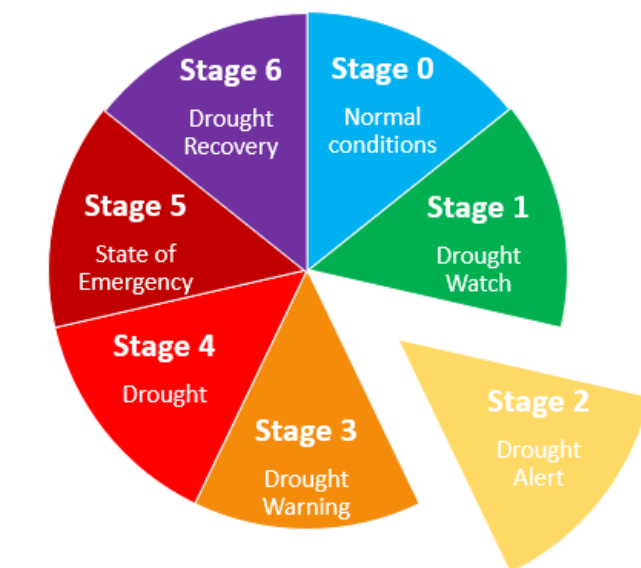 Stage 0
Normal
conditions
Stage 1
Drought
Watch
Stage 2
Drought
Alert
Stage 3
Drought
Warning
Stage 4
Drought
Stage 5
State of
Emergency
Stage 6
Drought
Recovery